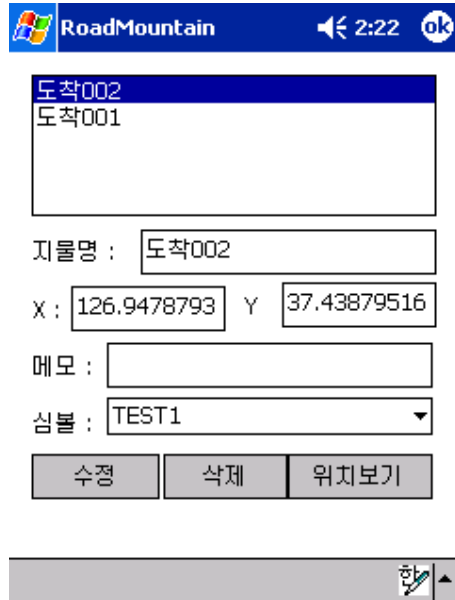 RoadMountain 2:22 ok
도착002
도착001
지물명 : 도착002
X : 126.9478793 Y 37.43879516
메모 :
심볼 : TEST1
수정 삭제 위치보기
한